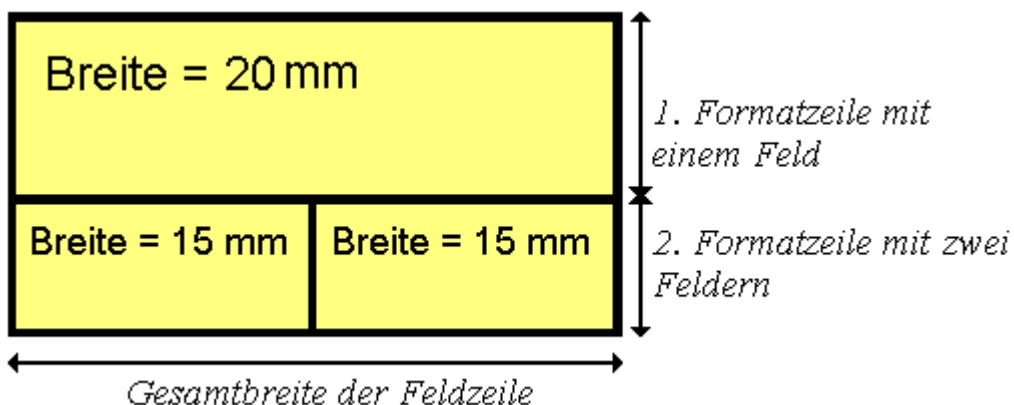 Breite = 20 mm
1. Formatzeile mit
einem Feld
Breite = 15 mm
Breite = 15 mm
2. Formatzeile mit zwei
Feldern
Gesamtbreite der Feldzeile